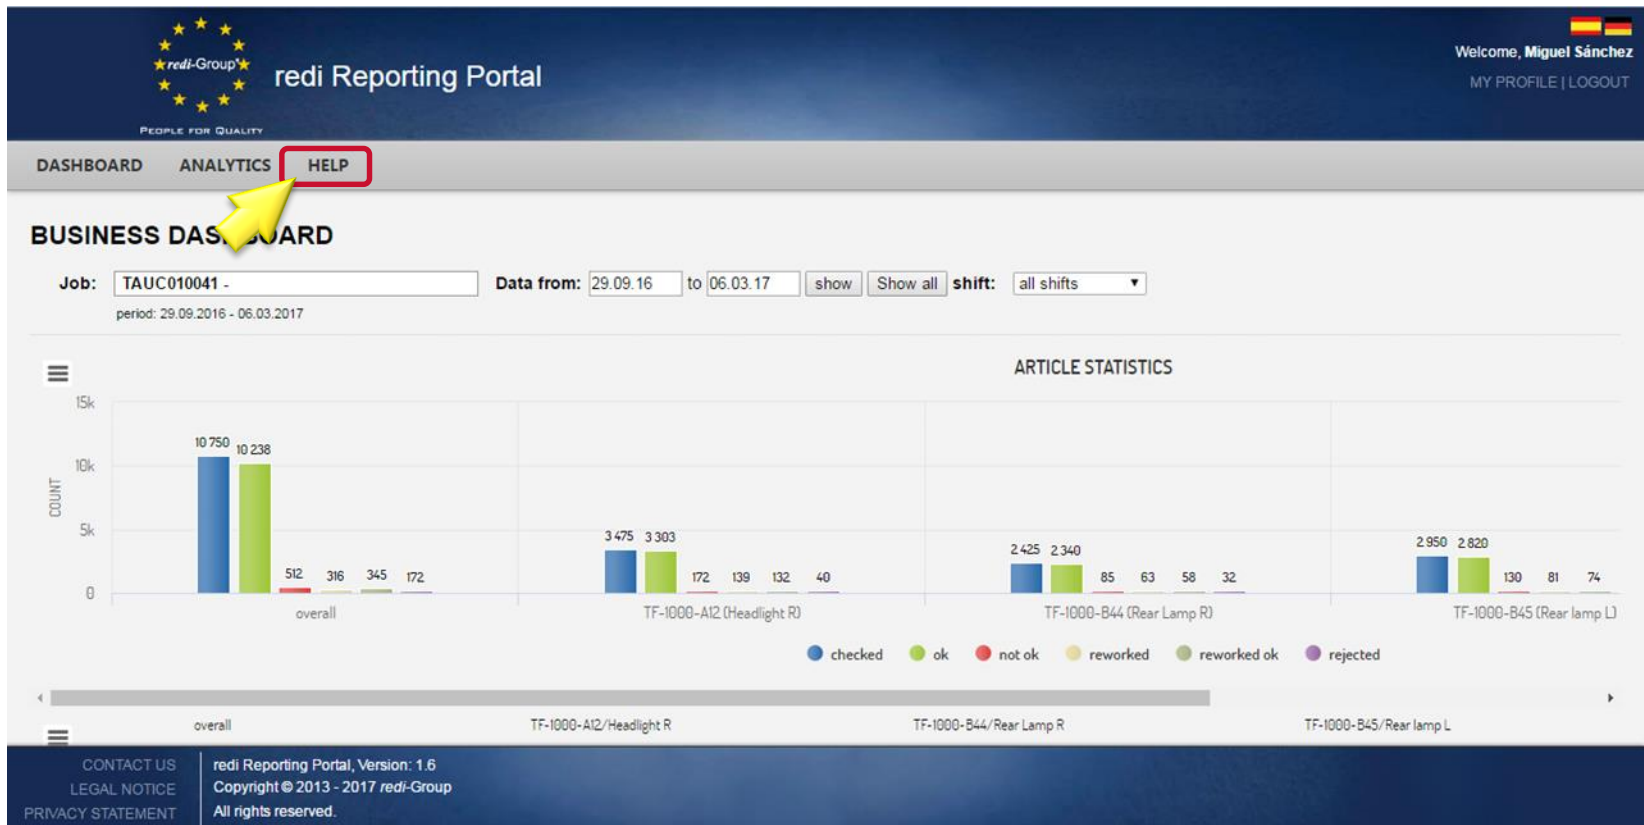 redi-Group
PEOPLE FOR QUALITY
redi Reporting Portal
Welcome, Miguel Sánchez
MY PROFILE | LOGOUT
DASHBOARD ANALYTICS HELP
BUSINESS DASHBOARD
Job: TAUC010041 - Data from: 29.09.16 to 06.03.17 show Show all shift: all shifts
period: 29.09.2016 - 06.03.2017
ARTICLE STATISTICS
15k
10k
5k
0
COUNT
10 750 10 238 512 316 345 172
3 475 3 303 172 139 132 40
2 425 2 340 85 63 58 32
2 950 2 820 130 81 74
overall TF-1000-A12 (Headlight R) TF-1000-B44 (Rear Lamp R) TF-1000-B45 (Rear lamp L)
checked ok not ok reworked reworked ok rejected
overall TF-1000-A12/Headlight R TF-1000-B44/Rear Lamp R TF-1000-B45/Rear lamp L
CONTACT US
LEGAL NOTICE
PRIVACY STATEMENT
redi Reporting Portal, Version: 1.6
Copyright © 2013 - 2017 redi-Group
All rights reserved.